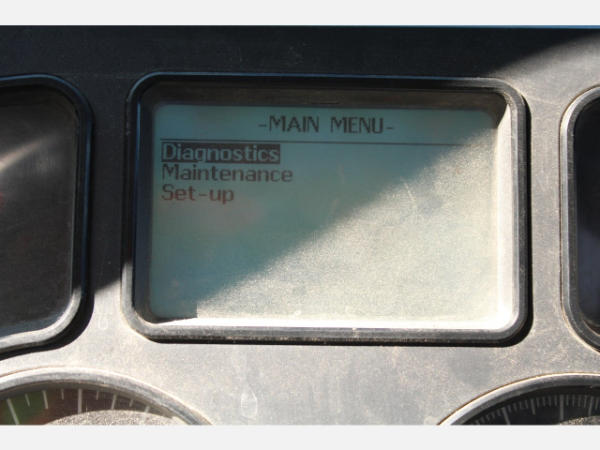 -MAIN MENU-
Diagnostics
Maintenance
Set-up